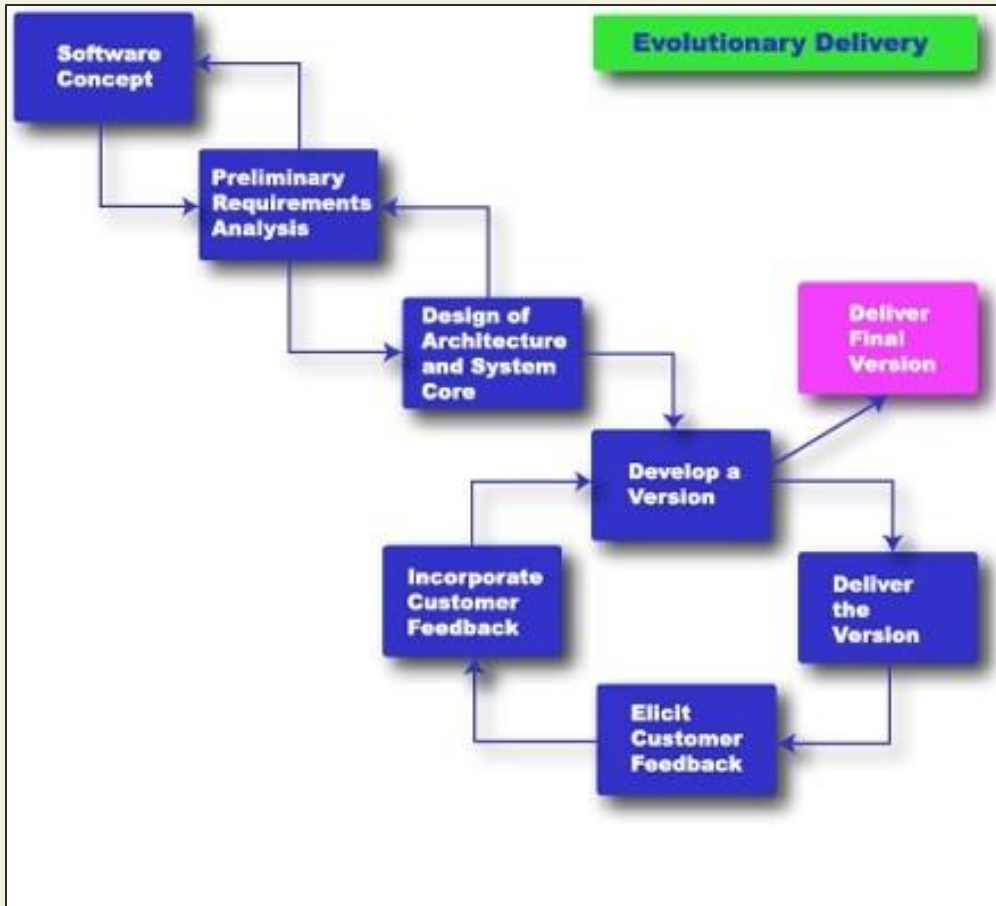 Evolutionary Delivery
Software
Concept
Preliminary
Requirements
Analysis
Design of
Architecture
and System
Core
Deliver
Final
Version
Develop a
Version
Incorporate
Customer
Feedback
Deliver
the
Version
Elicit
Customer
Feedback